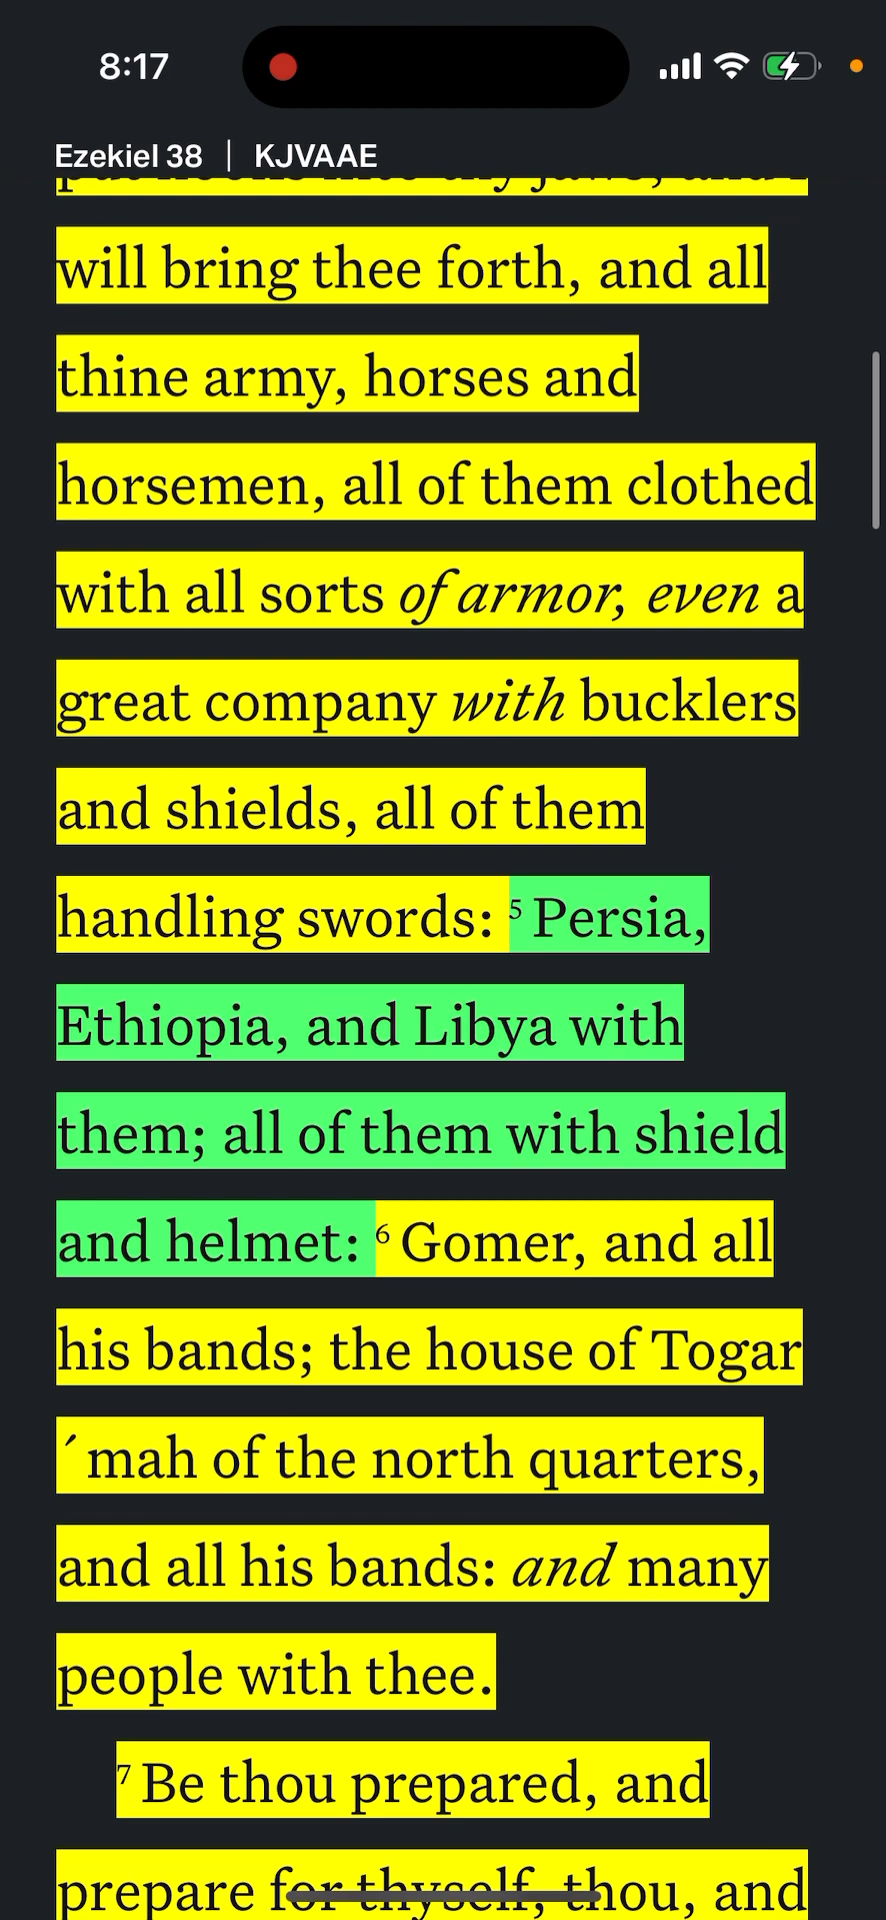 8:17
Ezekiel 38 | KJVAAE
will bring thee forth, and all
thine army, horses and
horsemen, all of them clothed
with all sorts of armor, even a
great company with bucklers
and shields, all of them
handling swords: 5 Persia,
Ethiopia, and Libya with
them; all of them with shield
and helmet: 6 Gomer, and all
his bands; the house of Togar
´mah of the north quarters,
and all his bands: and many
people with thee.
7 Be thou prepared, and
prepare for thyself, thou, and